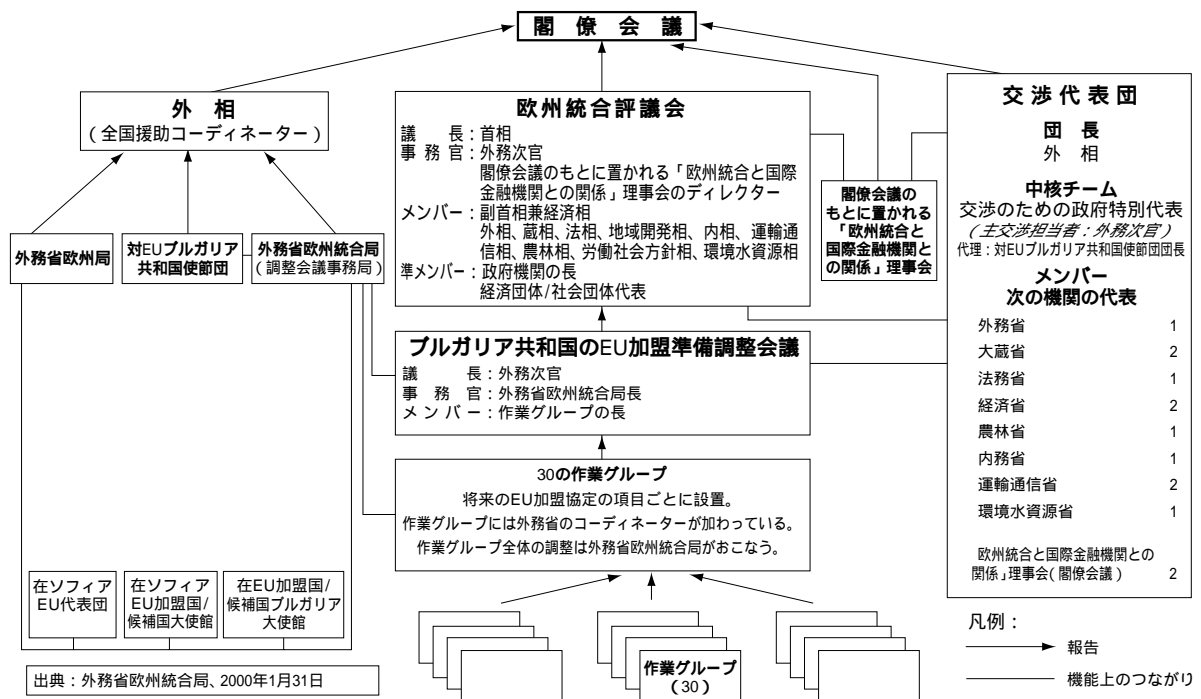 閣僚会議
外相
（全国援助コーディネーター）
外務省欧州局
対EUブルガリア
共和国使節団
外務省欧州統合局
（調整会議事務局）
欧州統合評議会
議長：首相
事務官：外務次官
閣僚会議のもとに置かれる「欧州統合と国際
金融機関との関係」理事会のディレクター
メンバー：副首相兼経済相
外相、蔵相、法相、地域開発相、内相、運輸通
信相、農林相、労働社会方針相、環境水資源相
準メンバー：政府機関の長
経済団体/社会団体代表
閣僚会議の
もとに置かれる
「欧州統合と
国際金融機関と
の関係」理事会
ブルガリア共和国のEU加盟準備調整会議
議長：外務次官
事務官：外務省欧州統合局長
メンバー：作業グループの長
30の作業グループ
将来のEU加盟協定の項目ごとに設置。
作業グループには外務省のコーディネーターが加わっている。
作業グループ全体の調整は外務省欧州統合局がおこなう。
作業グループ
（30）
在ソフィア
EU代表団
在ソフィア
EU加盟国/
候補国大使館
在EU加盟国/
候補国ブルガリア
大使館
出典：外務省欧州統合局、2000年1月31日
交渉代表団
団長
外相
中核チーム
交渉のための政府特別代表
（主交渉担当者：外務次官）
代理：対EUブルガリア共和国使節団団長
メンバー
次の機関の代表
外務省 1
大蔵省 2
法務省 1
経済省 2
農林省 1
内務省 1
運輸通信省 2
環境水資源省 1
欧州統合と国際金融機関との
関係」理事会（閣僚会議） 2
凡例：
報告
機能上のつながり